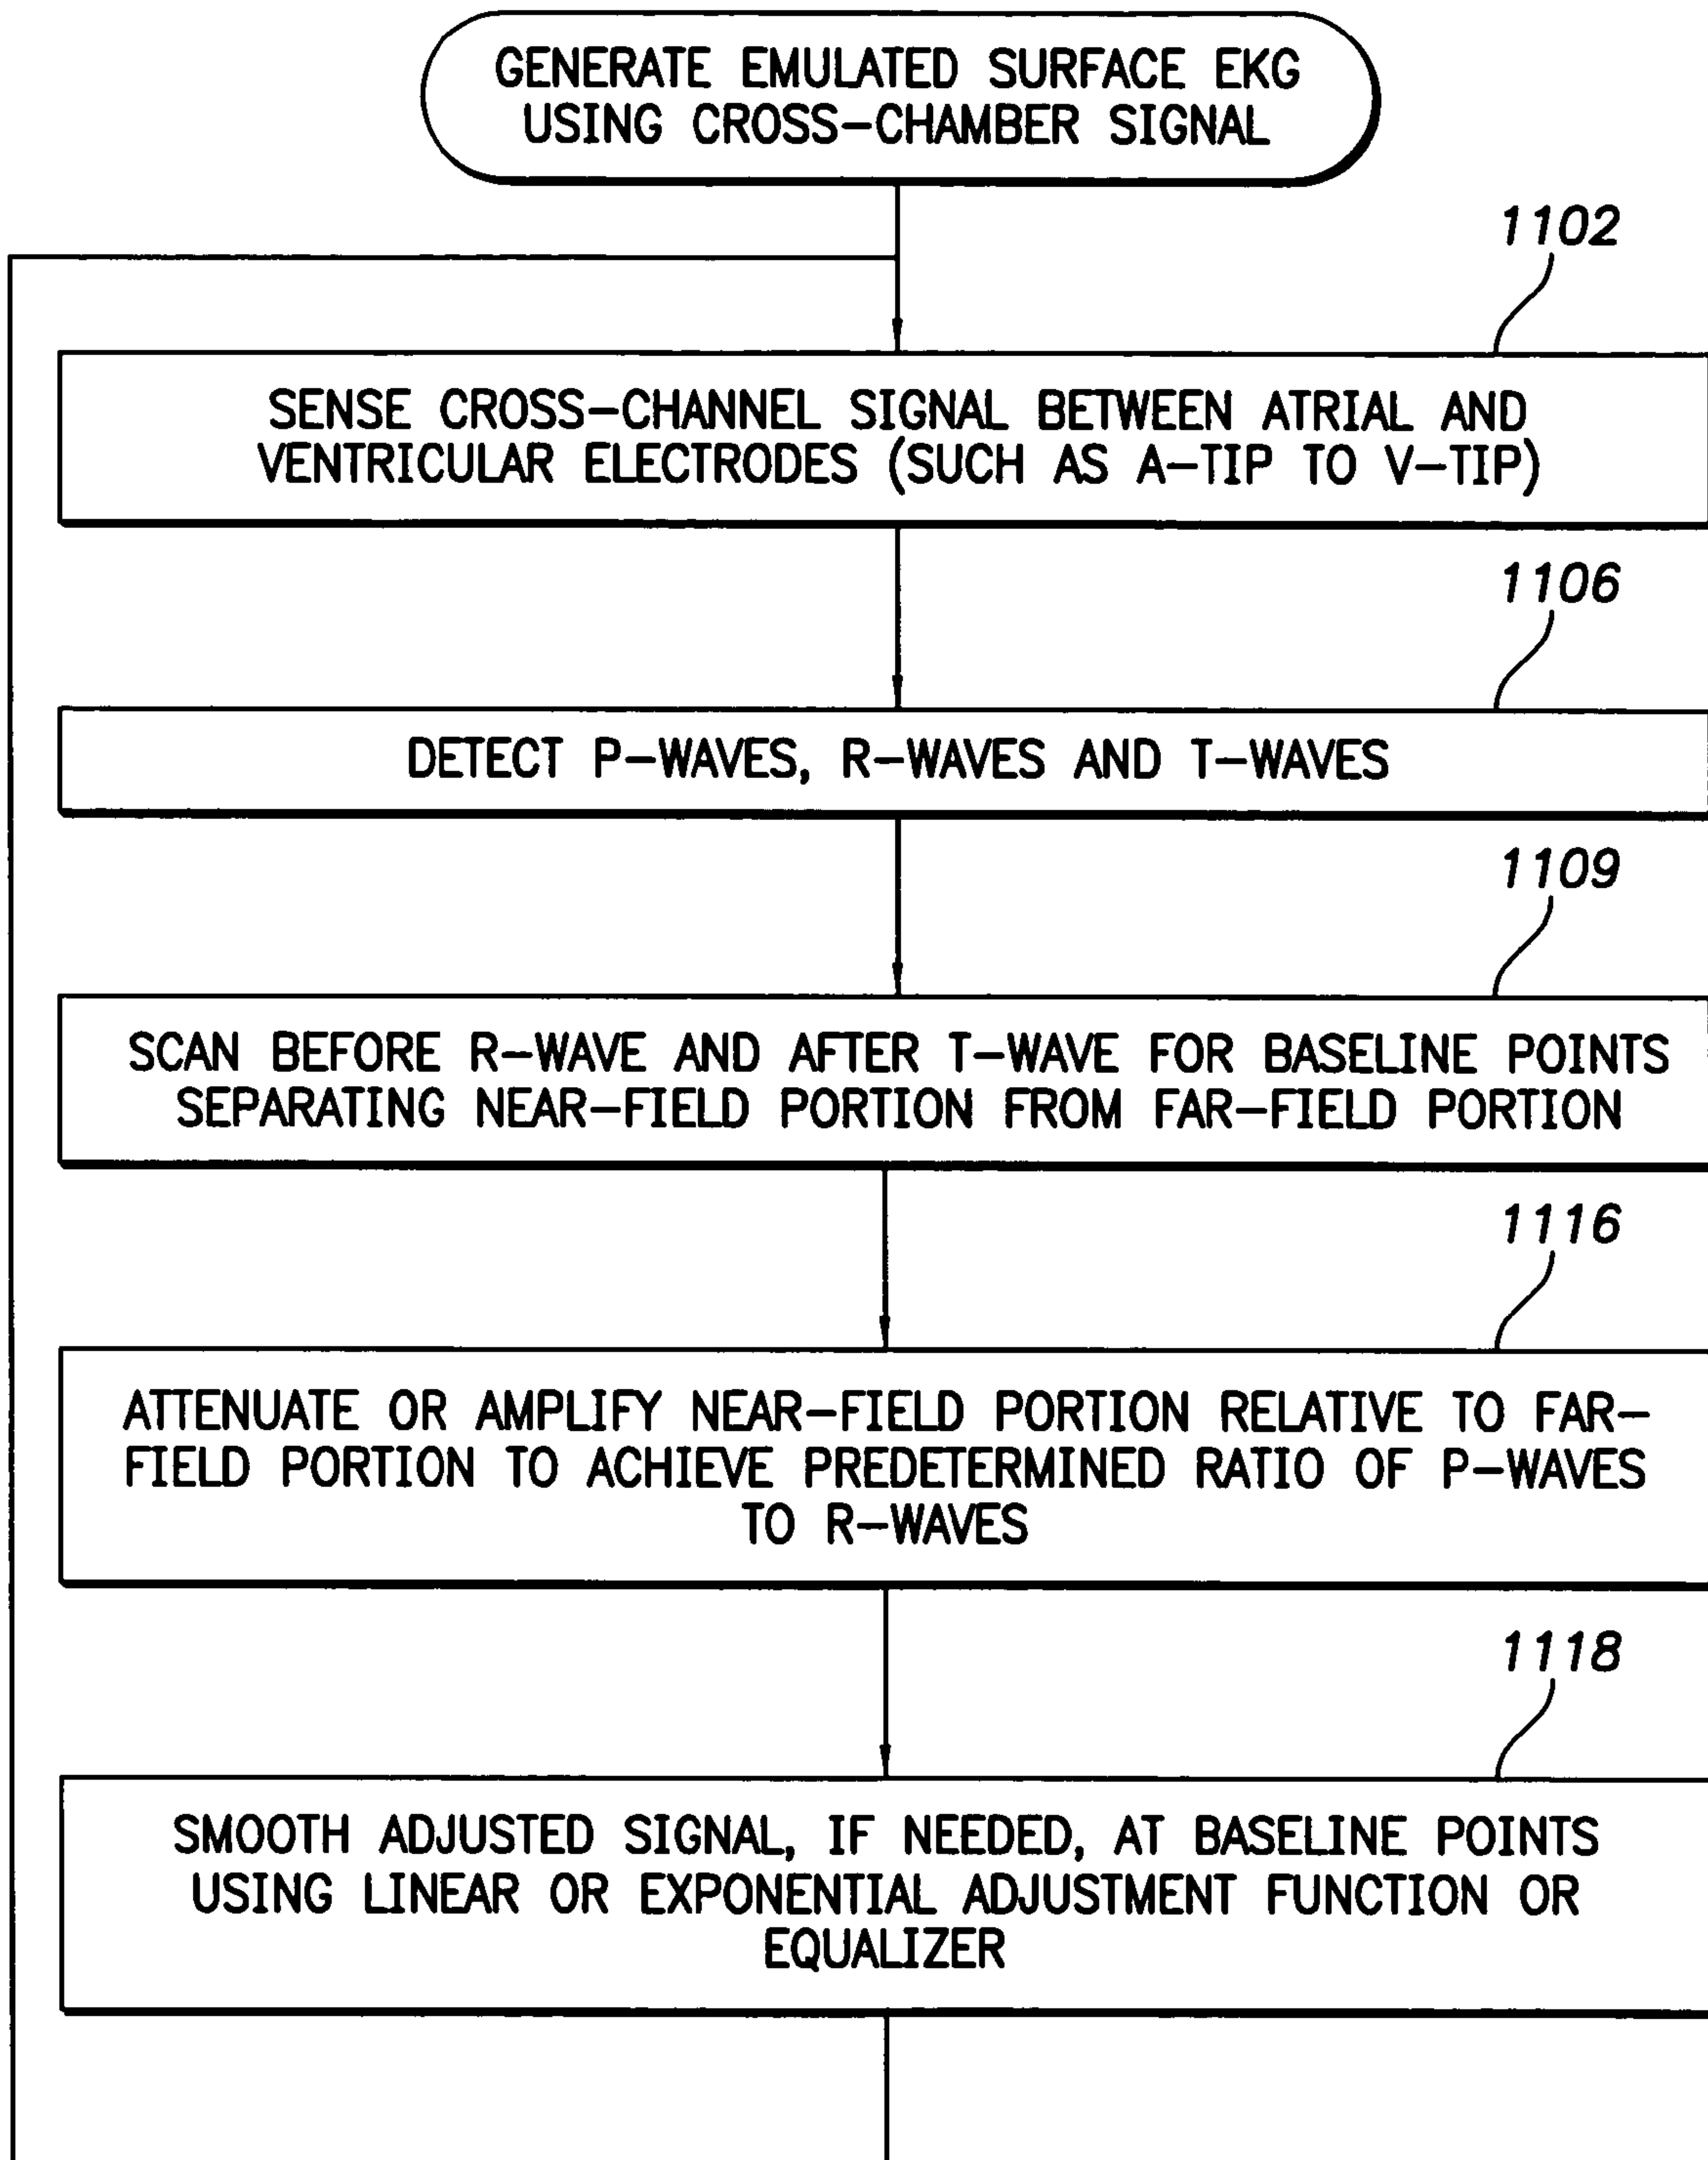 GENERATE EMULATED SURFACE EKG
USING CROSS-CHAMBER SIGNAL
1102
SENSE CROSS-CHANNEL SIGNAL BETWEEN ATRIAL AND
VENTRICULAR ELECTRODES (SUCH AS A-TIP TO V-TIP)
1106
DETECT P-WAVES, R-WAVES AND T-WAVES
1109
SCAN BEFORE R-WAVE AND AFTER T-WAVE FOR BASELINE POINTS
SEPARATING NEAR-FIELD PORTION FROM FAR-FIELD PORTION
1116
ATTENUATE OR AMPLIFY NEAR-FIELD PORTION RELATIVE TO FAR-
FIELD PORTION TO ACHIEVE PREDETERMINED RATIO OF P-WAVES
TO R-WAVES
1118
SMOOTH ADJUSTED SIGNAL, IF NEEDED, AT BASELINE POINTS
USING LINEAR OR EXPONENTIAL ADJUSTMENT FUNCTION OR
EQUALIZER